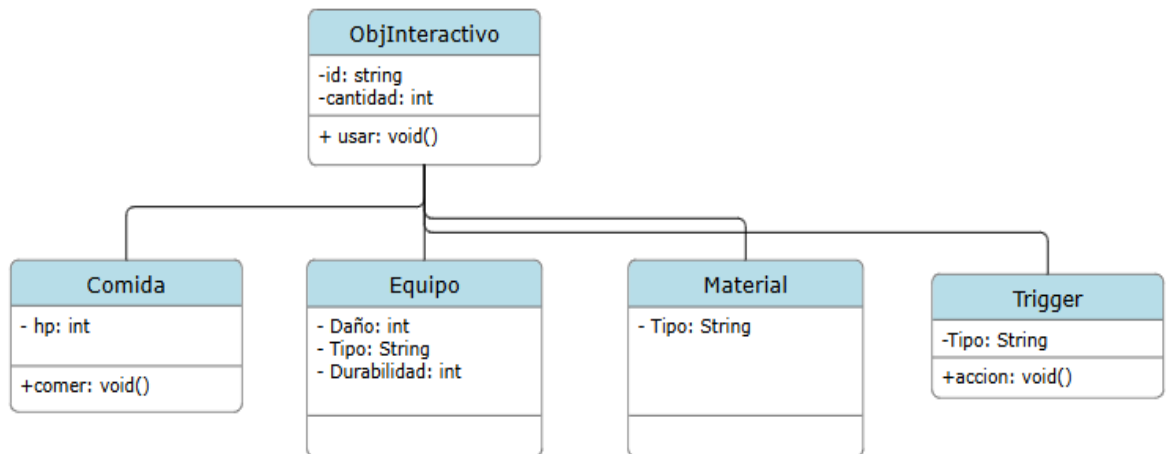 ObjInteractivo
-id: string
-cantidad: int
+ usar: void()
Comida
- hp: int
+comer: void()
Equipo
- Daño: int
- Tipo: String
- Durabilidad: int
Material
- Tipo: String
Trigger
-Tipo: String
+accion: void()